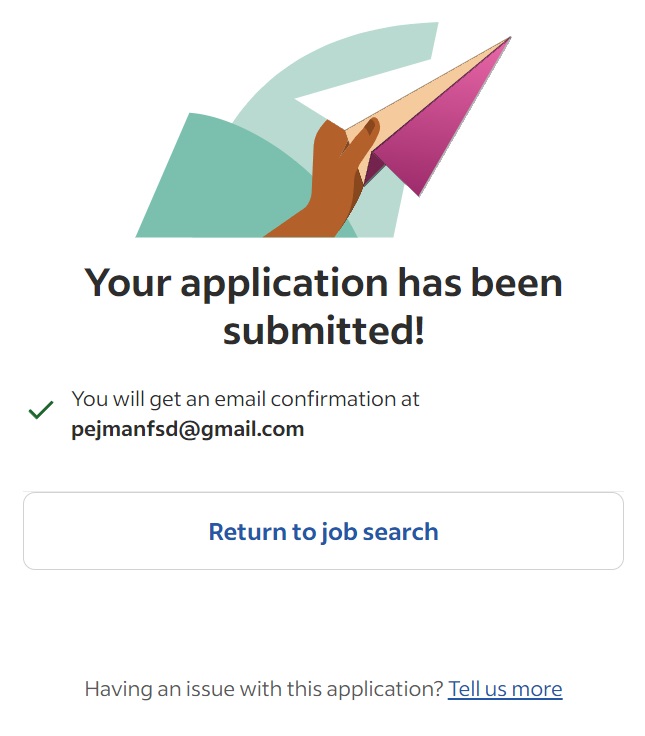 Your application has been
submitted!
You will get an email confirmation at
pejmanfsd@gmail.com
Return to job search
Having an issue with this application? Tell us more